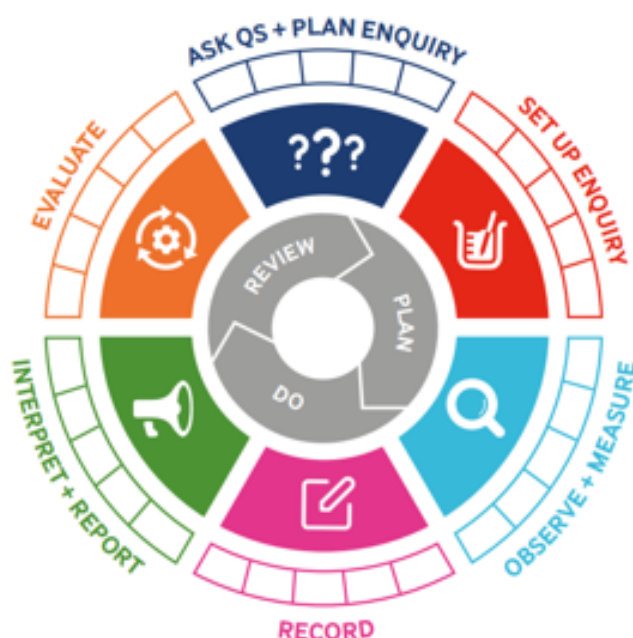 ASK QS + PLAN ENQUIRY
SET UP ENQUIRY
OBSERVE + MEASURE
RECORD
INTERPRET + REPORT
EVALUATE
???
REVIEW
PLAN
DO